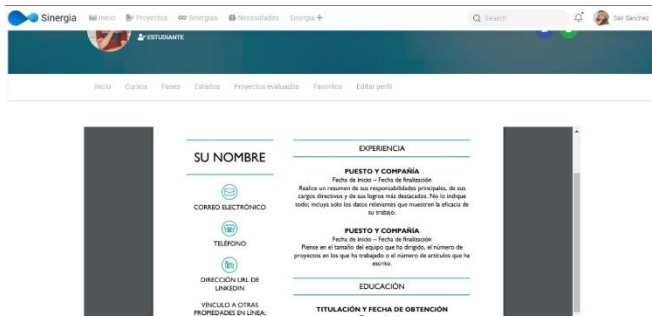 Sinergia Inicio Proyectos Sinergias Necesidades Sinergia + Search Sair Sánchez
ESTUDIANTE
Inicio Cursos Fases Estados Proyectos evaluados Favoritos Editar perfil
SU NOMBRE
CORREO ELECTRÓNICO
TELÉFONO
DIRECCIÓN URL DE
LINKEDIN
VÍNCULO A OTRAS
PROPIEDADES EN LÍNEA:
EXPERIENCIA
PUESTO Y COMPAÑÍA
Fecha de inicio – Fecha de finalización
Realice un resumen de sus responsabilidades principales, de sus
cargos directivos y de sus logros más destacados. No lo indique
todo; incluya solo los datos relevantes que muestren la eficacia de
su trabajo.
PUESTO Y COMPAÑÍA
Fecha de inicio – Fecha de finalización
Piense en el tamaño del equipo que ha dirigido, el número de
proyectos en los que ha trabajado o el número de artículos que ha
escrito.
EDUCACIÓN
TITULACIÓN Y FECHA DE OBTENCIÓN